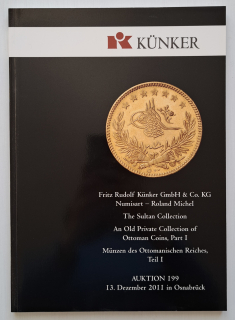 KÜNKER
Fritz Rudolf Künker GmbH & Co. KG
Numisart – Roland Michel
The Sultan Collection
An Old Private Collection of
Ottoman Coins, Part I
Münzen des Ottomanischen Reiches,
Teil I
AUKTION 199
13. Dezember 2011 in Osnabrück